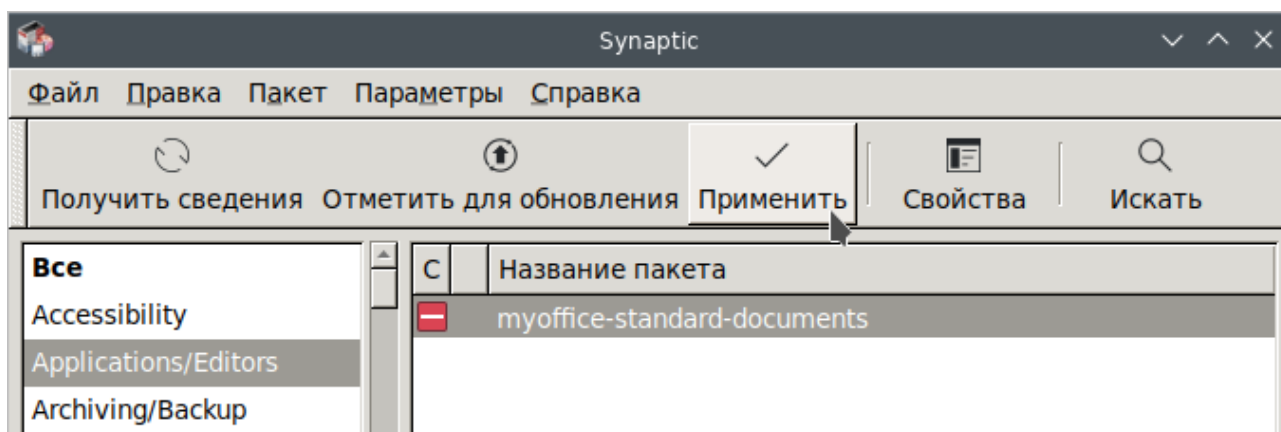 Synaptic
Файл Правка Пакет Параметры Справка
Получить сведения Отметить для обновления Применить Свойства Искать
Все
Accessibility
Applications/Editors
Archiving/Backup
С Название пакета
myoffice-standard-documents